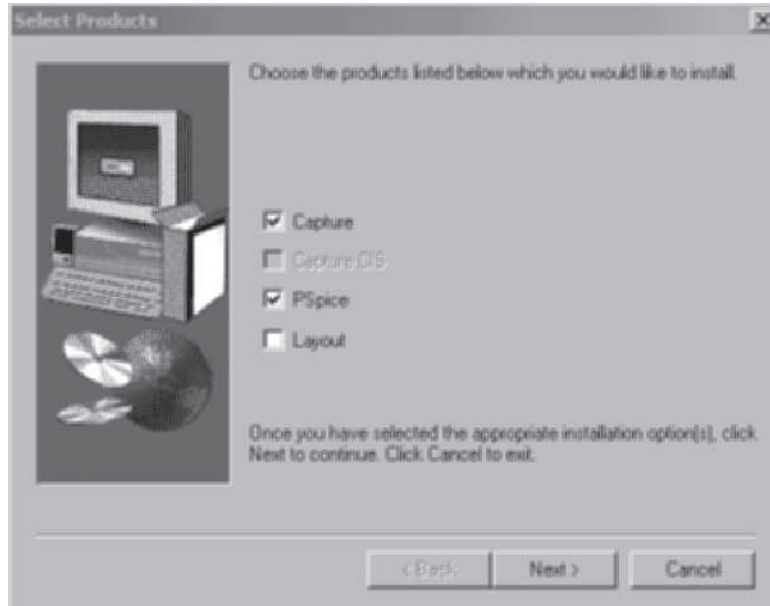 Select Products
Choose the products listed below which you would like to install.
Capture
Capture CIS
PSpice
Layout
Once you have selected the appropriate installation option(s), click
Next to continue. Click Cancel to exit.
< Back
Next >
Cancel